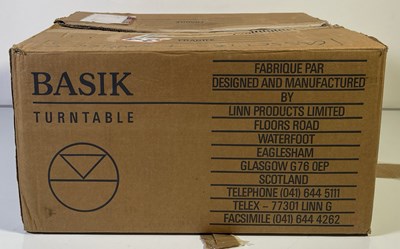 BASIK
TURNTABLE
FABRIQUE PAR
DESIGNED AND MANUFACTURED
BY
LINN PRODUCTS LIMITED
FLOORS ROAD
WATERFOOT
EAGLESHAM
GLASGOW G76 0EP
SCOTLAND
TELEPHONE (041) 644 5111
TELEX – 77301 LINN G
FACSIMILE (041) 644 4262